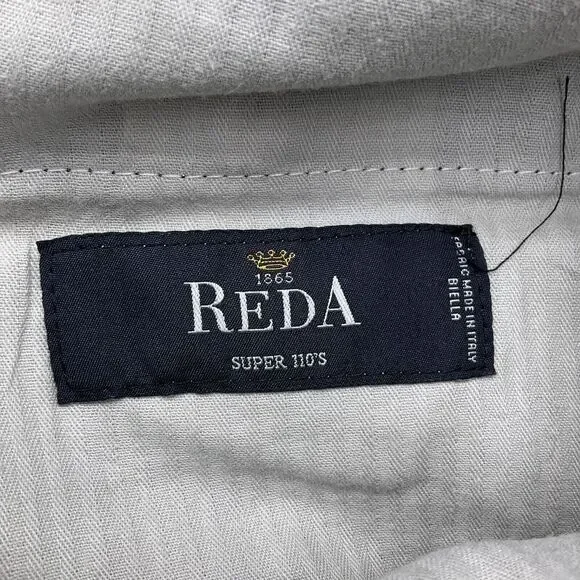 1865
REDA
SUPER 110'S
FABRIC MADE IN ITALY
BIELLA